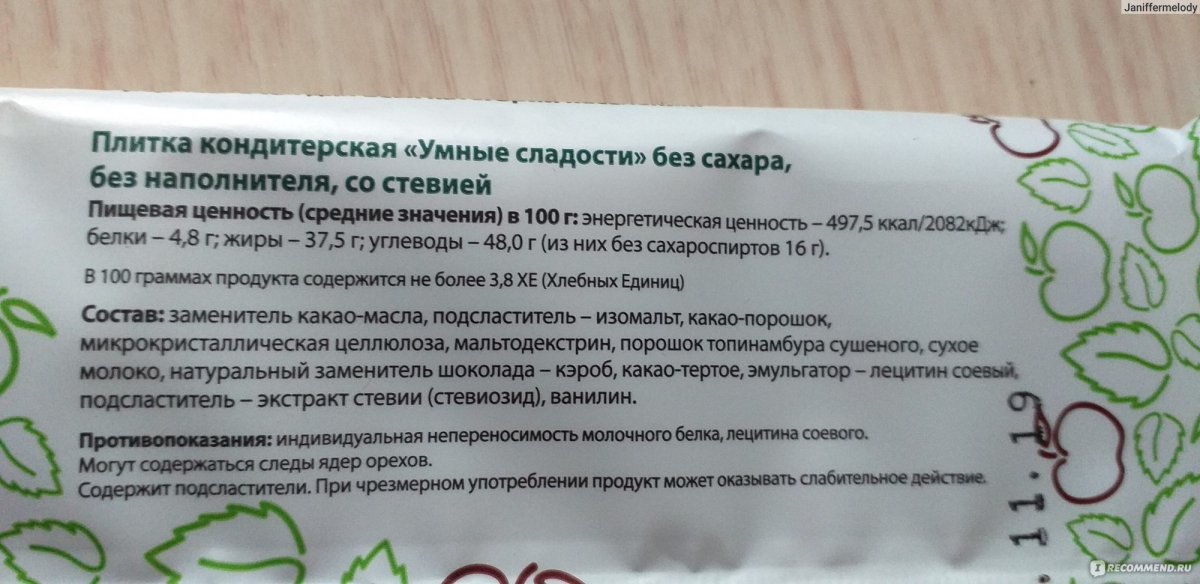 Janiffermelody
Плитка кондитерская «Умные сладости» без сахара,
без наполнителя, со стевией
Пищевая ценность (средние значения) в 100 г: энергетическая ценность – 497,5 ккал/2082кДж;
белки – 4,8 г; жиры – 37,5 г; углеводы – 48,0 г (из них без сахароспиртов 16 г).
В 100 граммах продукта содержится не более 3,8 ХЕ (Хлебных Единиц)
Состав: заменитель какао-масла, подсластитель – изомальт, какао-порошок,
микрокристаллическая целлюлоза, мальтодекстрин, порошок топинамбура сушеного, сухое
молоко, натуральный заменитель шоколада – кэроб, какао-тертое, эмульгатор – лецитин соевый,
подсластитель – экстракт стевии (стевиозид), ванилин.
Противопоказания: индивидуальная непереносимость молочного белка, лецитина соевого.
Могут содержаться следы ядер орехов.
Содержит подсластители. При чрезмерном употреблении продукт может оказывать слабительное действие.
.11.19
IRECOMMEND.RU